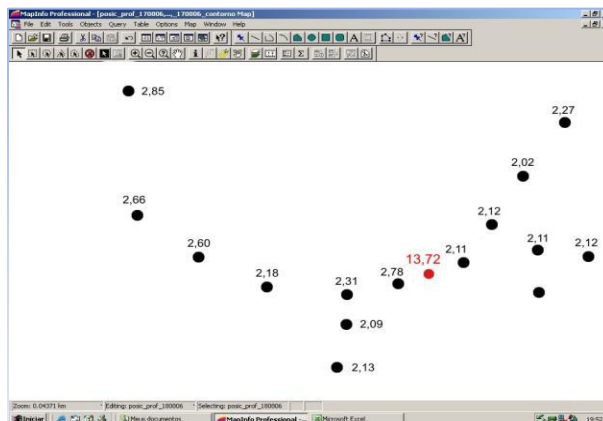 MapInfo Professional - [posic_prof_170006,...,_170006_contorno Map]
File Edit Tools Objects Query Table Options Map Window Help
2,85
2,27
2,02
2,66
2,12
2,60
2,11
2,12
2,11
13,72
2,18
2,31
2,78
2,09
2,13
Zoom: 0.04371 km
Editing: posic_prof_180006
Selecting: posic_prof_180006
Iniciar
Meus documentos
MapInfo Professional -...
Microsoft Excel
19:52